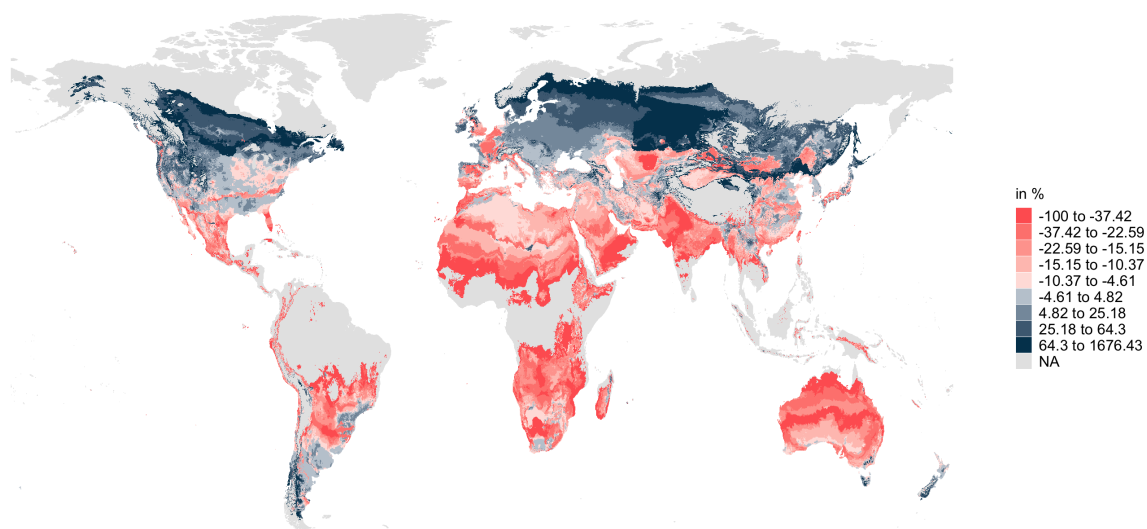 in %
-100 to -37.42
-37.42 to -22.59
-22.59 to -15.15
-15.15 to -10.37
-10.37 to -4.61
-4.61 to 4.82
4.82 to 25.18
25.18 to 64.3
64.3 to 1676.43
NA